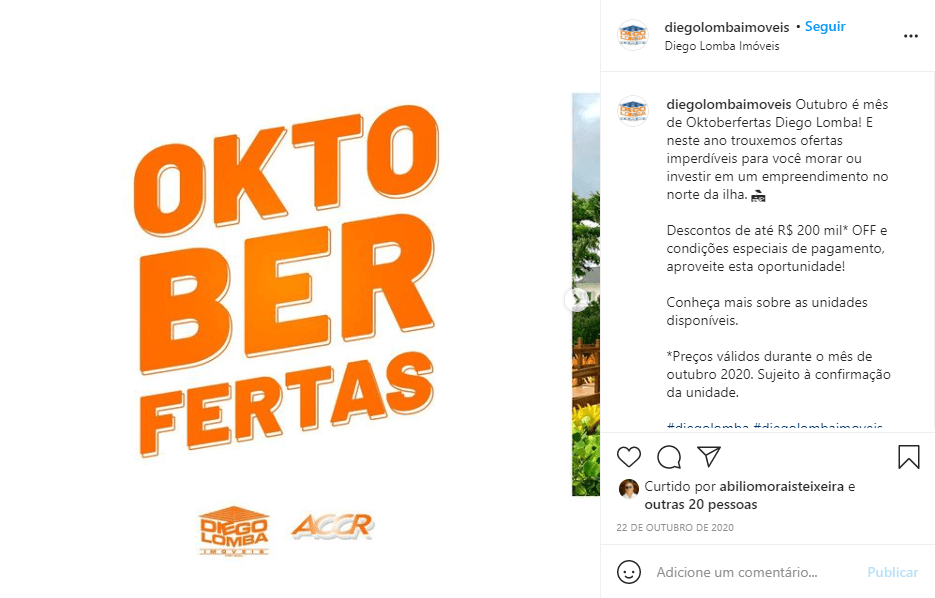 OKTO
BER
FERTAS
DIEGO
LOMBA
IMÓVEIS
ACCR
diegolombaimoveis • Seguir
Diego Lomba Imóveis
diegolombaimoveis Outubro é mês
de Oktoberfertas Diego Lomba! E
neste ano trouxemos ofertas
imperdíveis para você morar ou
investir em um empreendimento no
norte da ilha.
Descontos de até R$ 200 mil* OFF e
condições especiais de pagamento,
aproveite esta oportunidade!
Conheça mais sobre as unidades
disponíveis.
*Preços válidos durante o mês de
outubro 2020. Sujeito à confirmação
da unidade.
#diegolomba #diegolombaimoveis
Curtido por abiliomoraisteixeira e
outras 20 pessoas
22 DE OUTUBRO DE 2020
Adicione um comentário... Publicar